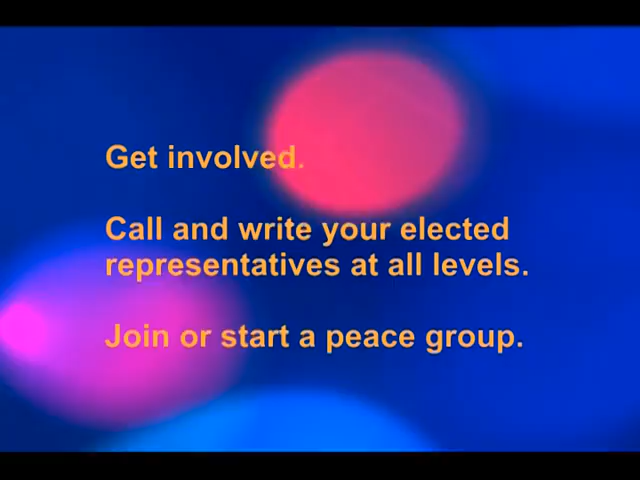 Get involved.
Call and write your elected
representatives at all levels.
Join or start a peace group.